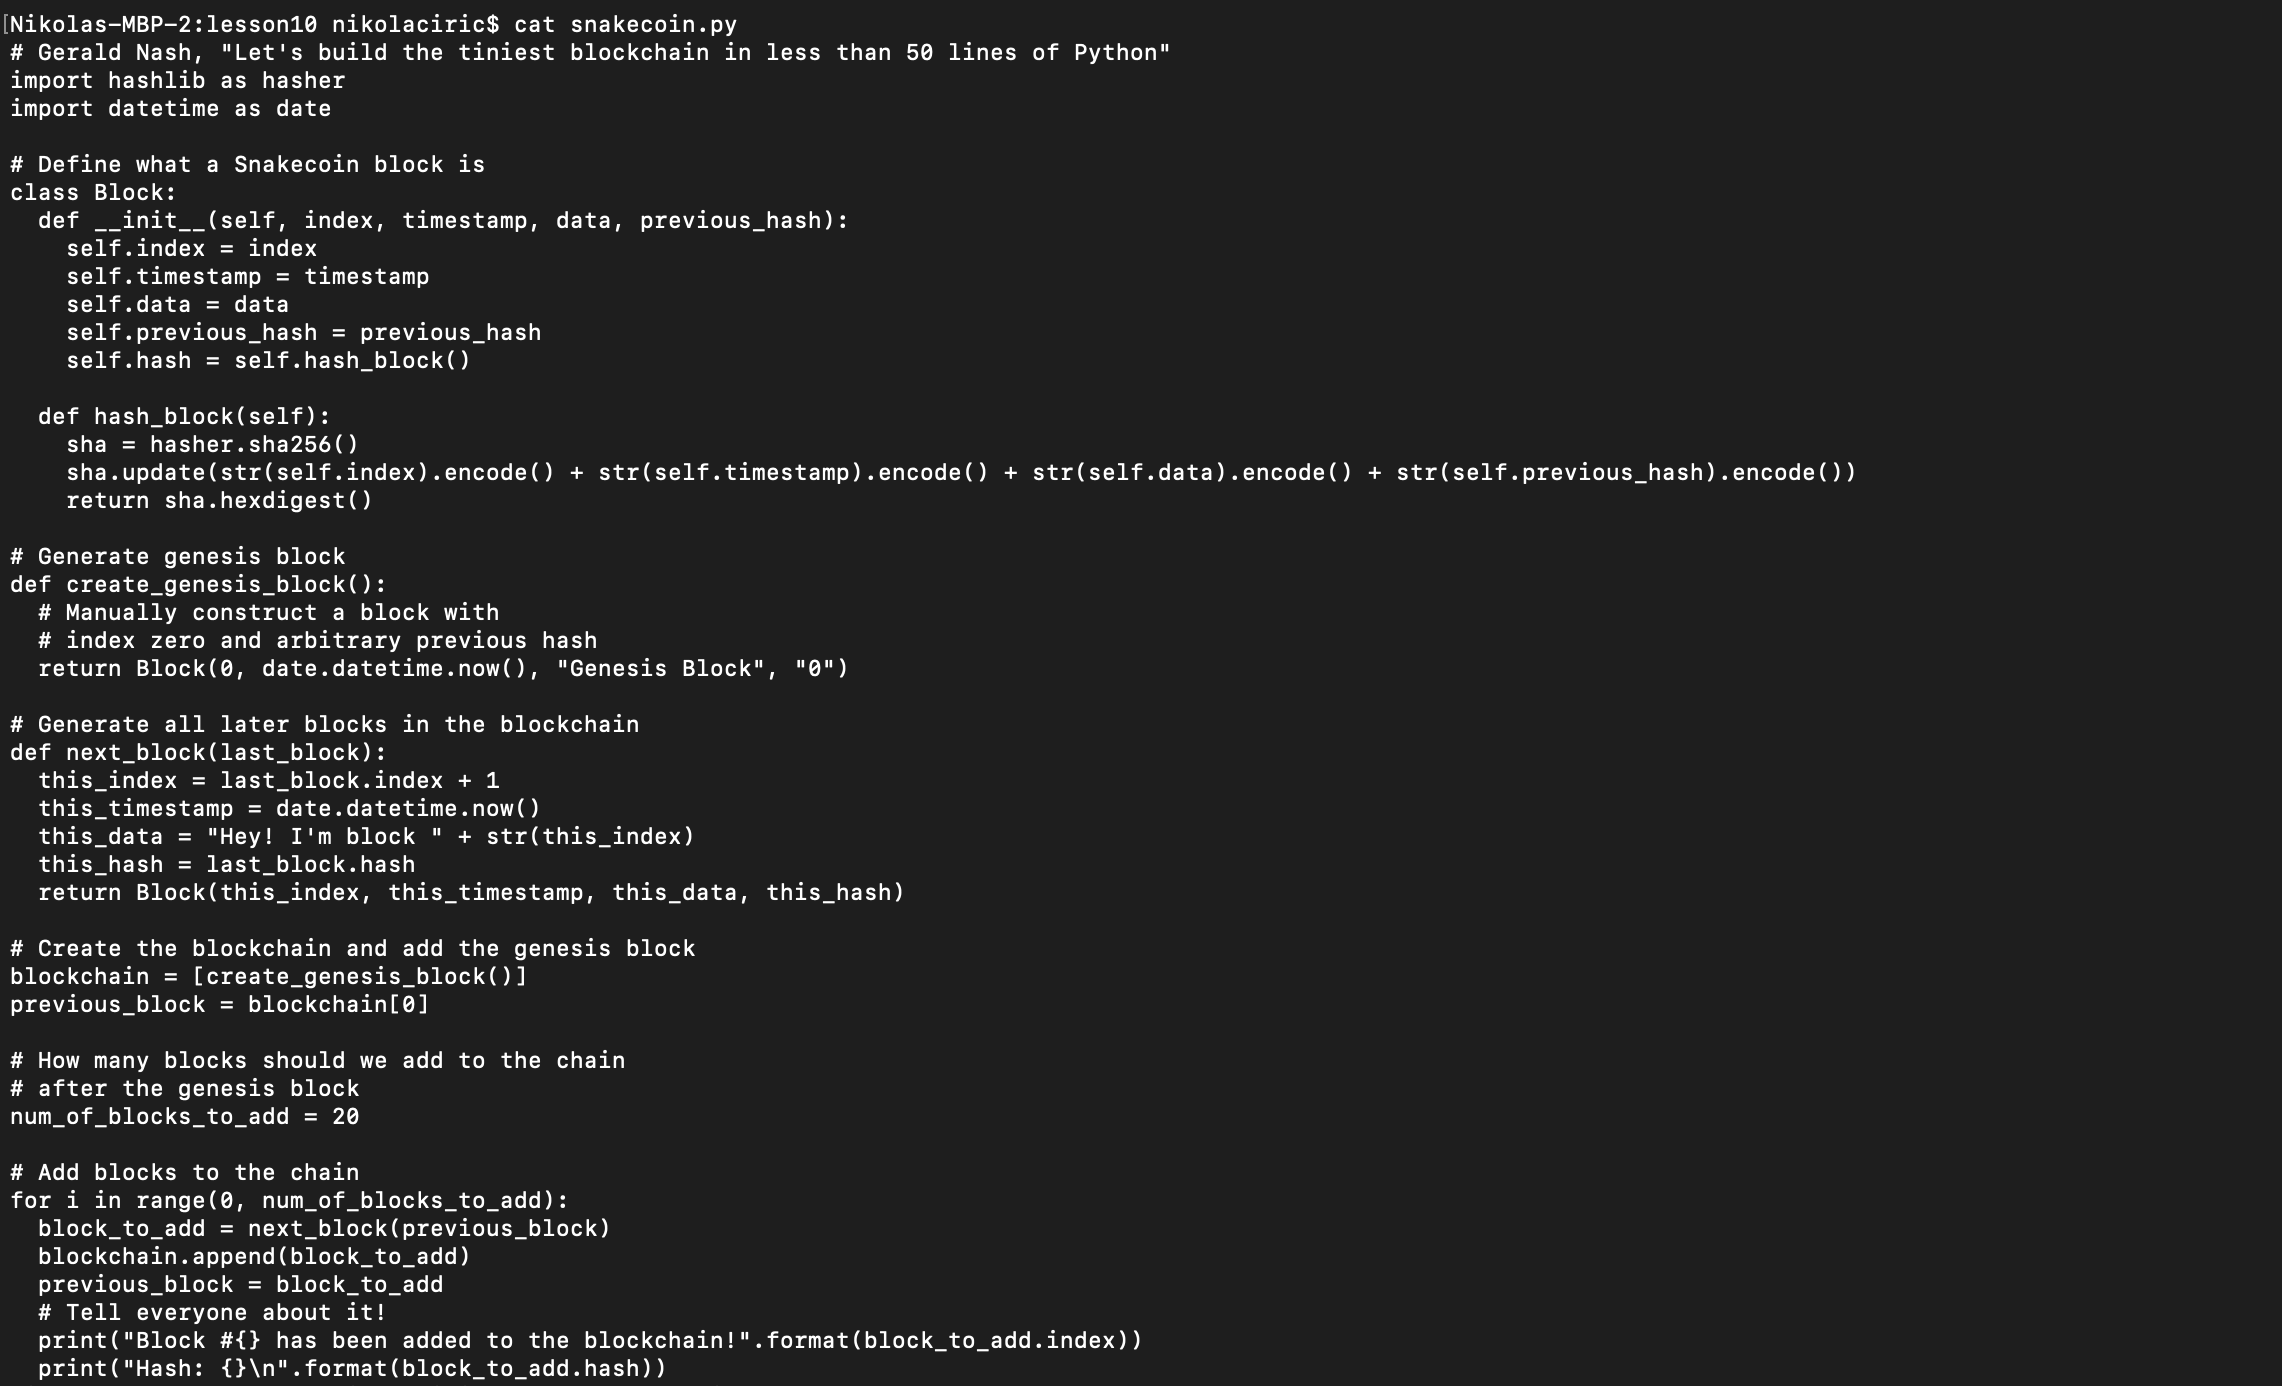 [Nikolas-MBP-2:lesson10 nikolaciric$ cat snakecoin.py
# Gerald Nash, "Let's build the tiniest blockchain in less than 50 lines of Python"
import hashlib as hasher
import datetime as date

# Define what a Snakecoin block is
class Block:
  def __init__(self, index, timestamp, data, previous_hash):
    self.index = index
    self.timestamp = timestamp
    self.data = data
    self.previous_hash = previous_hash
    self.hash = self.hash_block()

  def hash_block(self):
    sha = hasher.sha256()
    sha.update(str(self.index).encode() + str(self.timestamp).encode() + str(self.data).encode() + str(self.previous_hash).encode())
    return sha.hexdigest()

# Generate genesis block
def create_genesis_block():
  # Manually construct a block with
  # index zero and arbitrary previous hash
  return Block(0, date.datetime.now(), "Genesis Block", "0")

# Generate all later blocks in the blockchain
def next_block(last_block):
  this_index = last_block.index + 1
  this_timestamp = date.datetime.now()
  this_data = "Hey! I'm block " + str(this_index)
  this_hash = last_block.hash
  return Block(this_index, this_timestamp, this_data, this_hash)

# Create the blockchain and add the genesis block
blockchain = [create_genesis_block()]
previous_block = blockchain[0]

# How many blocks should we add to the chain
# after the genesis block
num_of_blocks_to_add = 20

# Add blocks to the chain
for i in range(0, num_of_blocks_to_add):
  block_to_add = next_block(previous_block)
  blockchain.append(block_to_add)
  previous_block = block_to_add
  # Tell everyone about it!
  print("Block #{} has been added to the blockchain!".format(block_to_add.index))
  print("Hash: {}\n".format(block_to_add.hash))